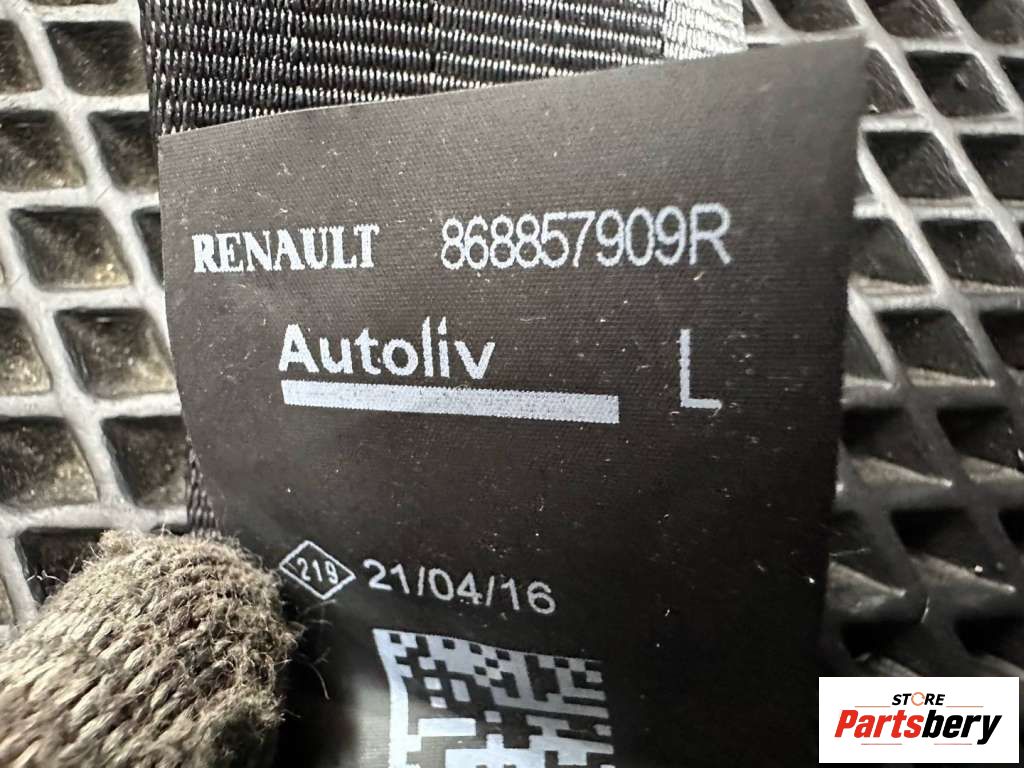 RENAULT 868857909R
Autoliv L
219 21/04/16
STORE
Partsbery